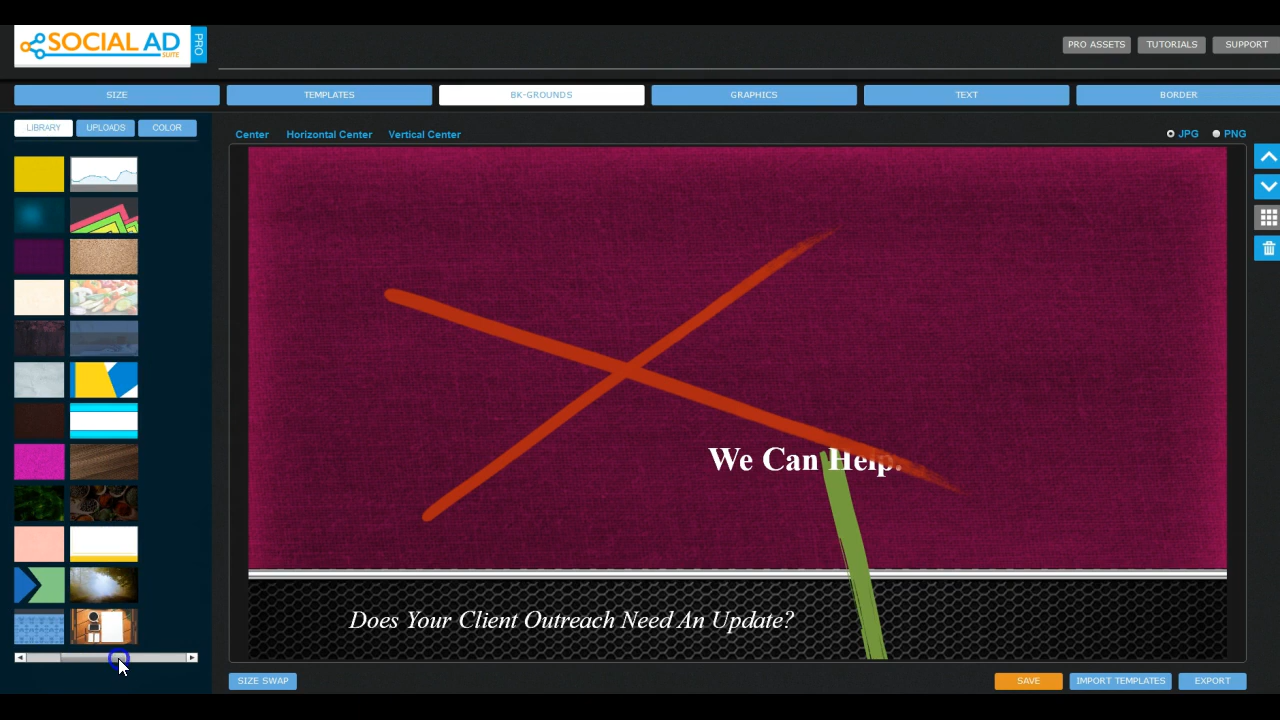 SOCIAL AD
SUITE
PRO
PRO ASSETS
TUTORIALS
SUPPORT
SIZE
TEMPLATES
BK-GROUNDS
GRAPHICS
TEXT
BORDER
LIBRARY
UPLOADS
COLOR
Center
Horizontal Center
Vertical Center
JPG
PNG
We Can Help.
Does Your Client Outreach Need An Update?
SIZE SWAP
SAVE
IMPORT TEMPLATES
EXPORT